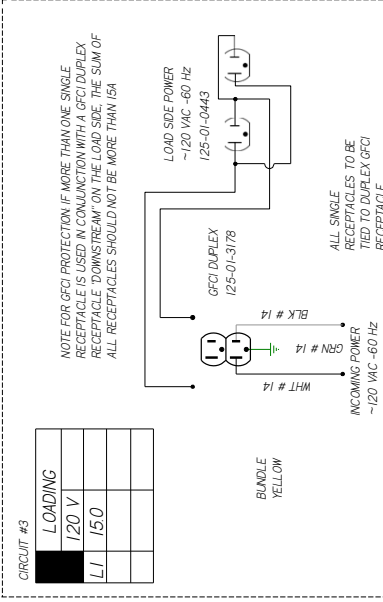 CIRCUIT #3
LOADING
120 V
L1 15.0
NOTE FOR GFCI PROTECTION: IF MORE THAN ONE SINGLE
RECEPTACLE IS USED IN CONJUNCTION WITH A GFCI DUPLEX
RECEPTACLE "DOWNSTREAM" ON THE LOAD SIDE, THE SUM OF
ALL RECEPTACLES SHOULD NOT BE MORE THAN 15A
LOAD SIDE POWER
~120 VAC -60 Hz
125-01-0443
GFCI DUPLEX
125-01-3178
BUNDLE
YELLOW
WHT # 14
GRN # 14
BLK # 14
INCOMING POWER
~120 VAC -60 Hz
ALL SINGLE
RECEPTACLES TO BE
TIED TO DUPLEX GFCI
RECEPTACLE